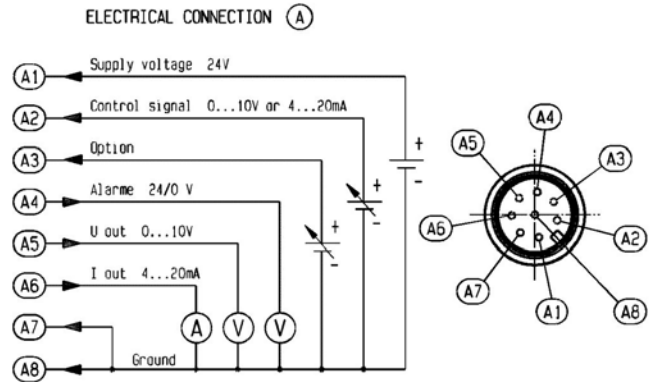 ELECTRICAL CONNECTION A
A1 Supply voltage 24V
A2 Control signal 0...10V or 4...20mA
A3 Option
A4 Alarme 24/0 V
A5 U out 0...10V
A6 I out 4...20mA
A7
A8 Ground
+
-
+
-
+
-
A V V
A4
A5
A3
A6
A2
A7
A1
A8